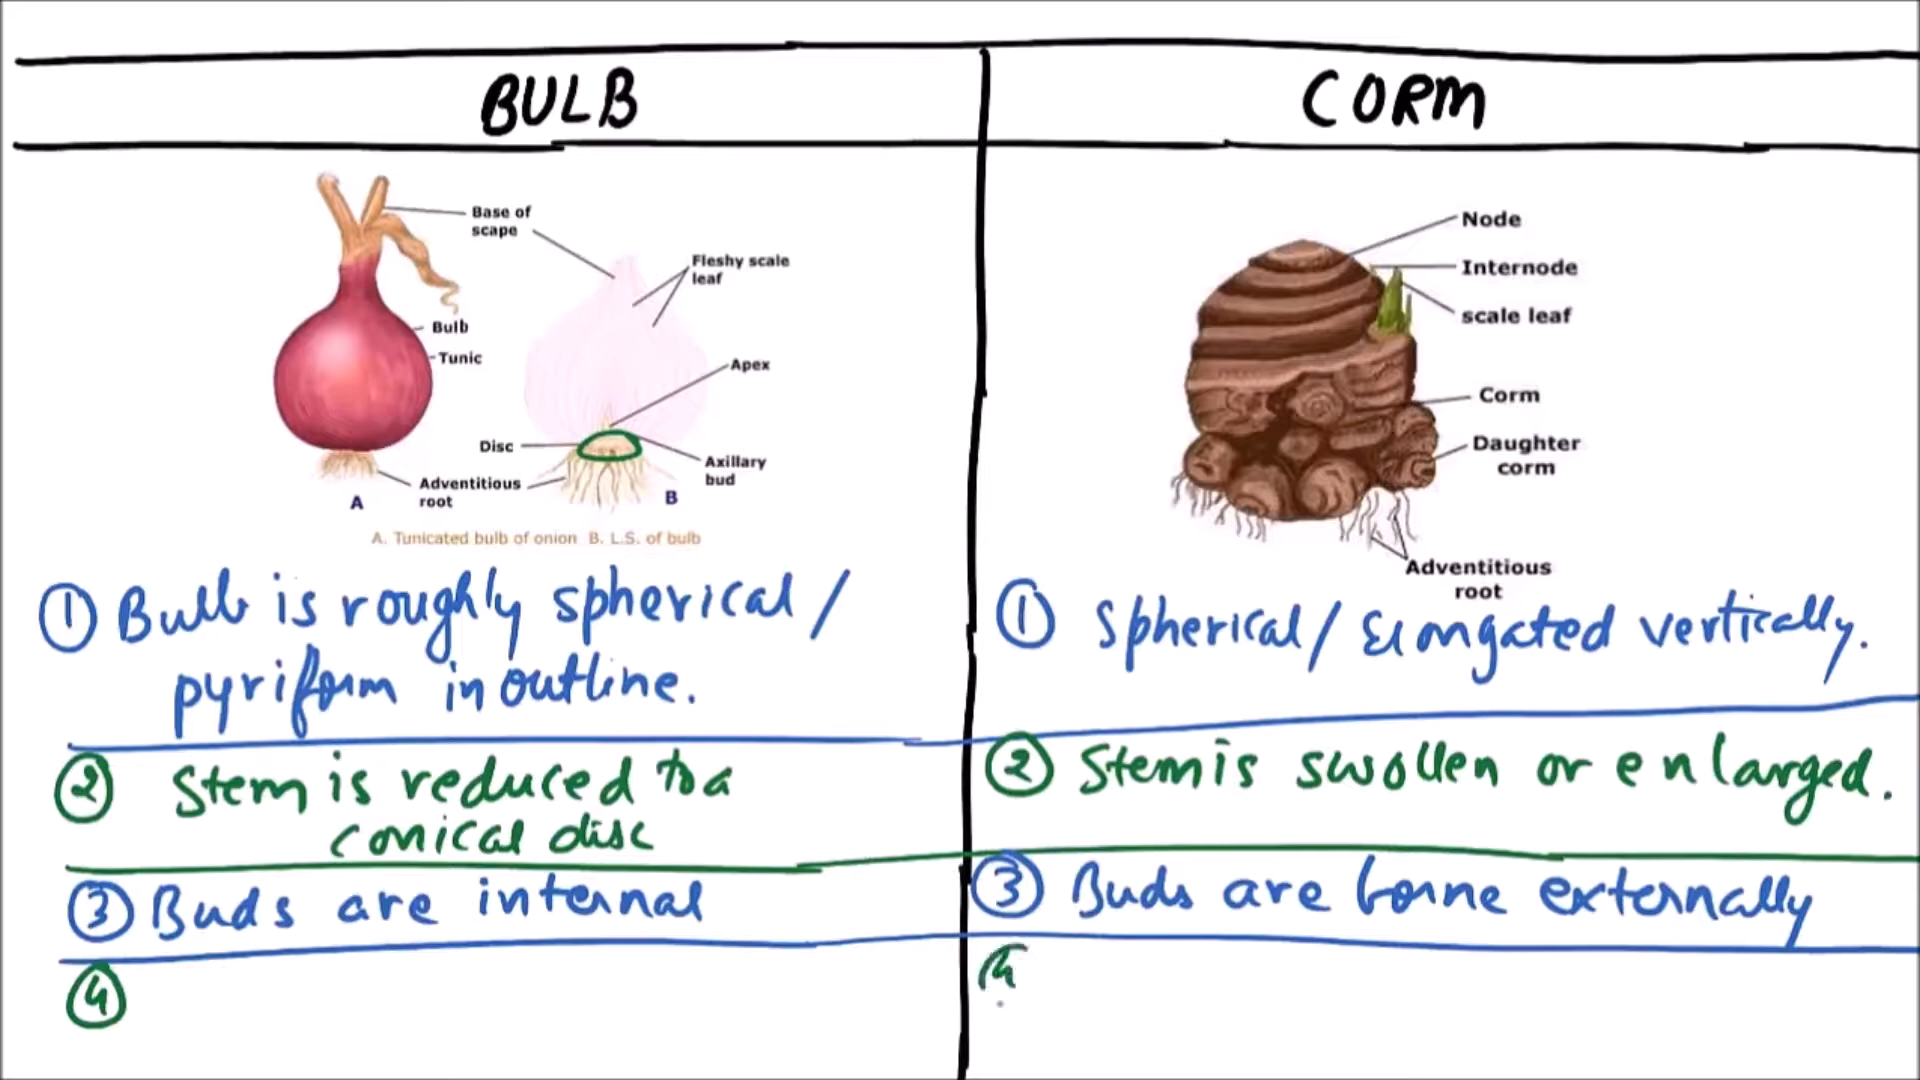 BULB
CORM
Base of
scape
Fleshy scale
leaf
Bulb
Tunic
Apex
Disc
Axillary
bud
Adventitious
root
A
B
A. Tunicated bulb of onion B. L.S. of bulb
Node
Internode
scale leaf
Corm
Daughter
corm
Adventitious
root
① Bulb is roughly spherical/
pyriform in outline.
① Spherical/Elongated vertically.
② Stem is reduced to a
conical disc
② Stem is swollen or enlarged.
③ Buds are internal
③ Buds are borne externally
④
4